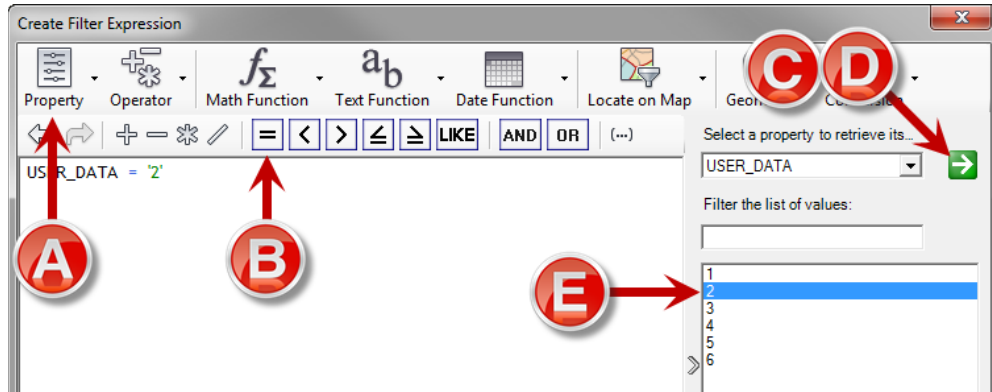 Create Filter Expression
Property Operator Math Function Text Function Date Function Locate on Map
C D
= < > ≤ ≥ LIKE AND OR (...)
Select a property to retrieve its...
USER_DATA = '2'
USER_DATA
Filter the list of values:
A B E
1
2
3
4
5
6